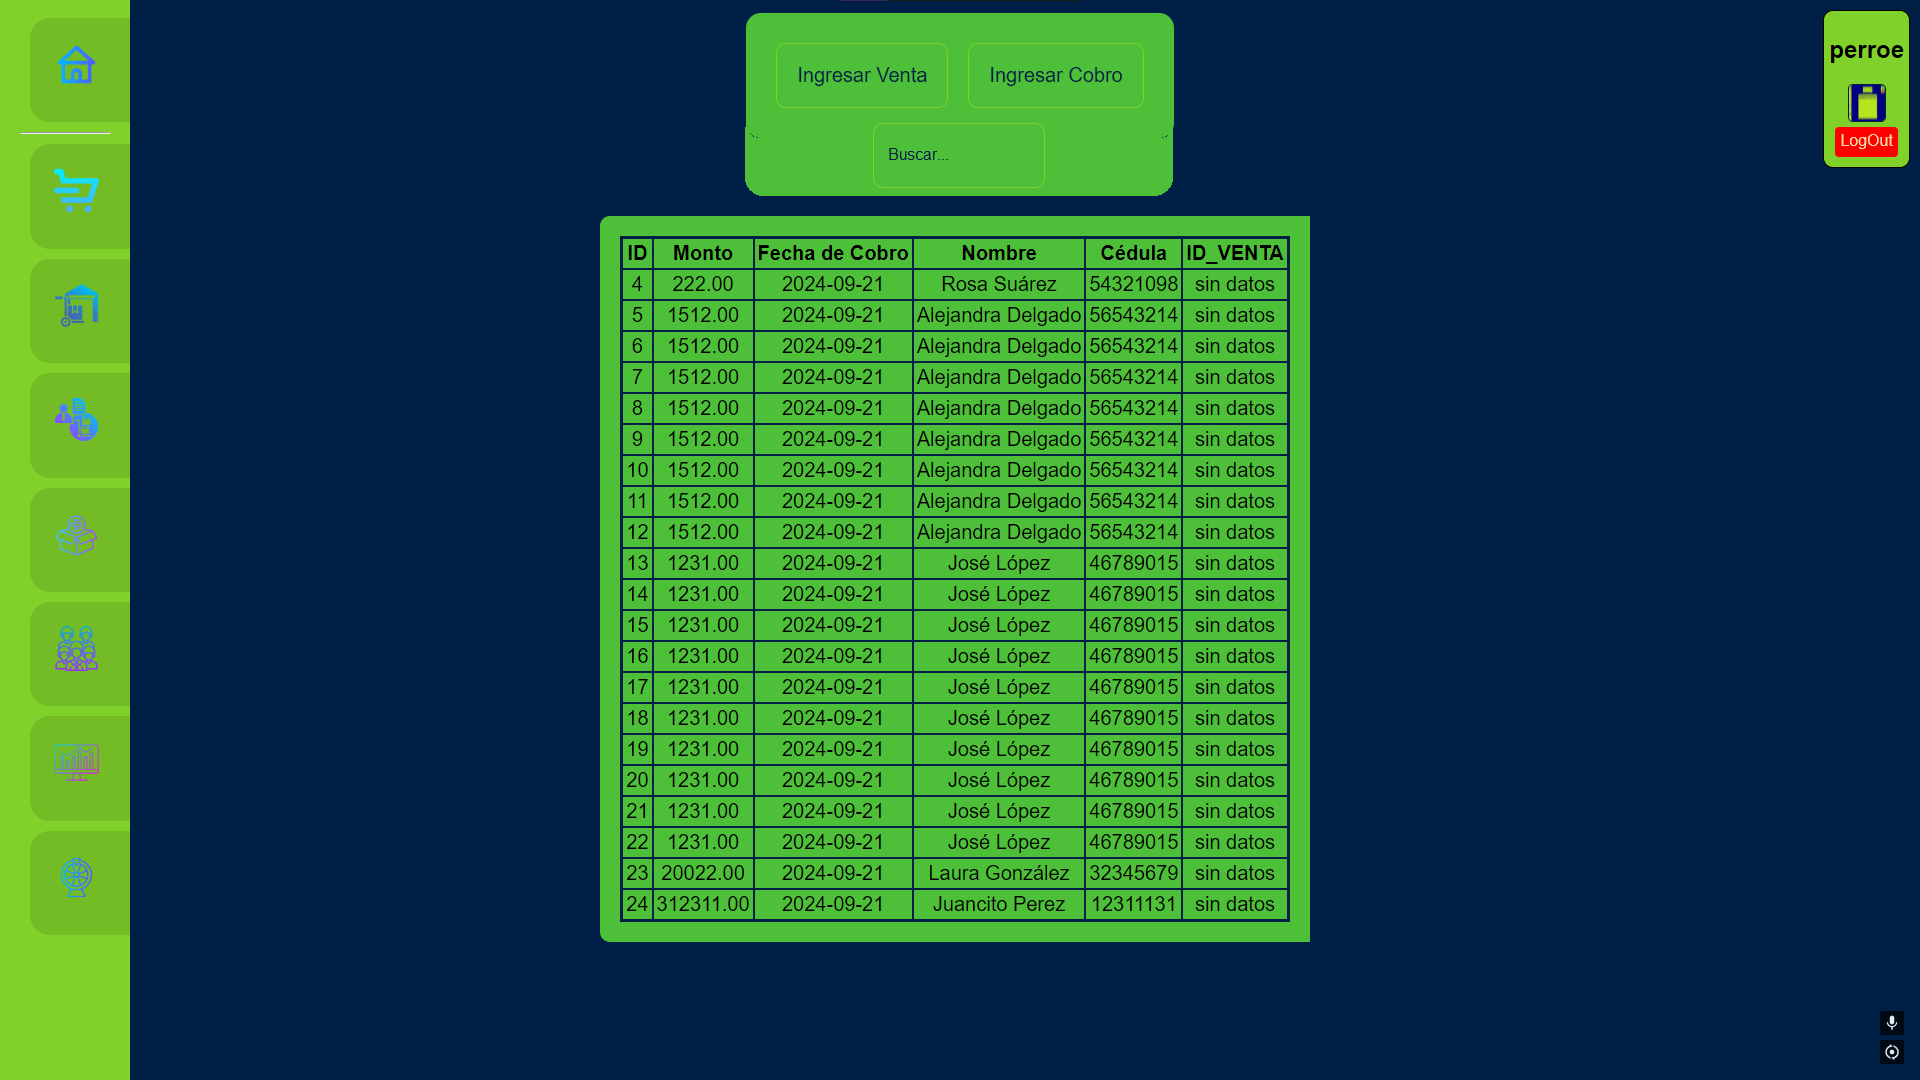 Ingresar Venta Ingresar Cobro
Buscar...
perroe
LogOut
ID Monto Fecha de Cobro Nombre Cédula ID_VENTA
4 222.00 2024-09-21 Rosa Suárez 54321098 sin datos
5 1512.00 2024-09-21 Alejandra Delgado 56543214 sin datos
6 1512.00 2024-09-21 Alejandra Delgado 56543214 sin datos
7 1512.00 2024-09-21 Alejandra Delgado 56543214 sin datos
8 1512.00 2024-09-21 Alejandra Delgado 56543214 sin datos
9 1512.00 2024-09-21 Alejandra Delgado 56543214 sin datos
10 1512.00 2024-09-21 Alejandra Delgado 56543214 sin datos
11 1512.00 2024-09-21 Alejandra Delgado 56543214 sin datos
12 1512.00 2024-09-21 Alejandra Delgado 56543214 sin datos
13 1231.00 2024-09-21 José López 46789015 sin datos
14 1231.00 2024-09-21 José López 46789015 sin datos
15 1231.00 2024-09-21 José López 46789015 sin datos
16 1231.00 2024-09-21 José López 46789015 sin datos
17 1231.00 2024-09-21 José López 46789015 sin datos
18 1231.00 2024-09-21 José López 46789015 sin datos
19 1231.00 2024-09-21 José López 46789015 sin datos
20 1231.00 2024-09-21 José López 46789015 sin datos
21 1231.00 2024-09-21 José López 46789015 sin datos
22 1231.00 2024-09-21 José López 46789015 sin datos
23 20022.00 2024-09-21 Laura González 32345679 sin datos
24 312311.00 2024-09-21 Juancito Perez 12311131 sin datos